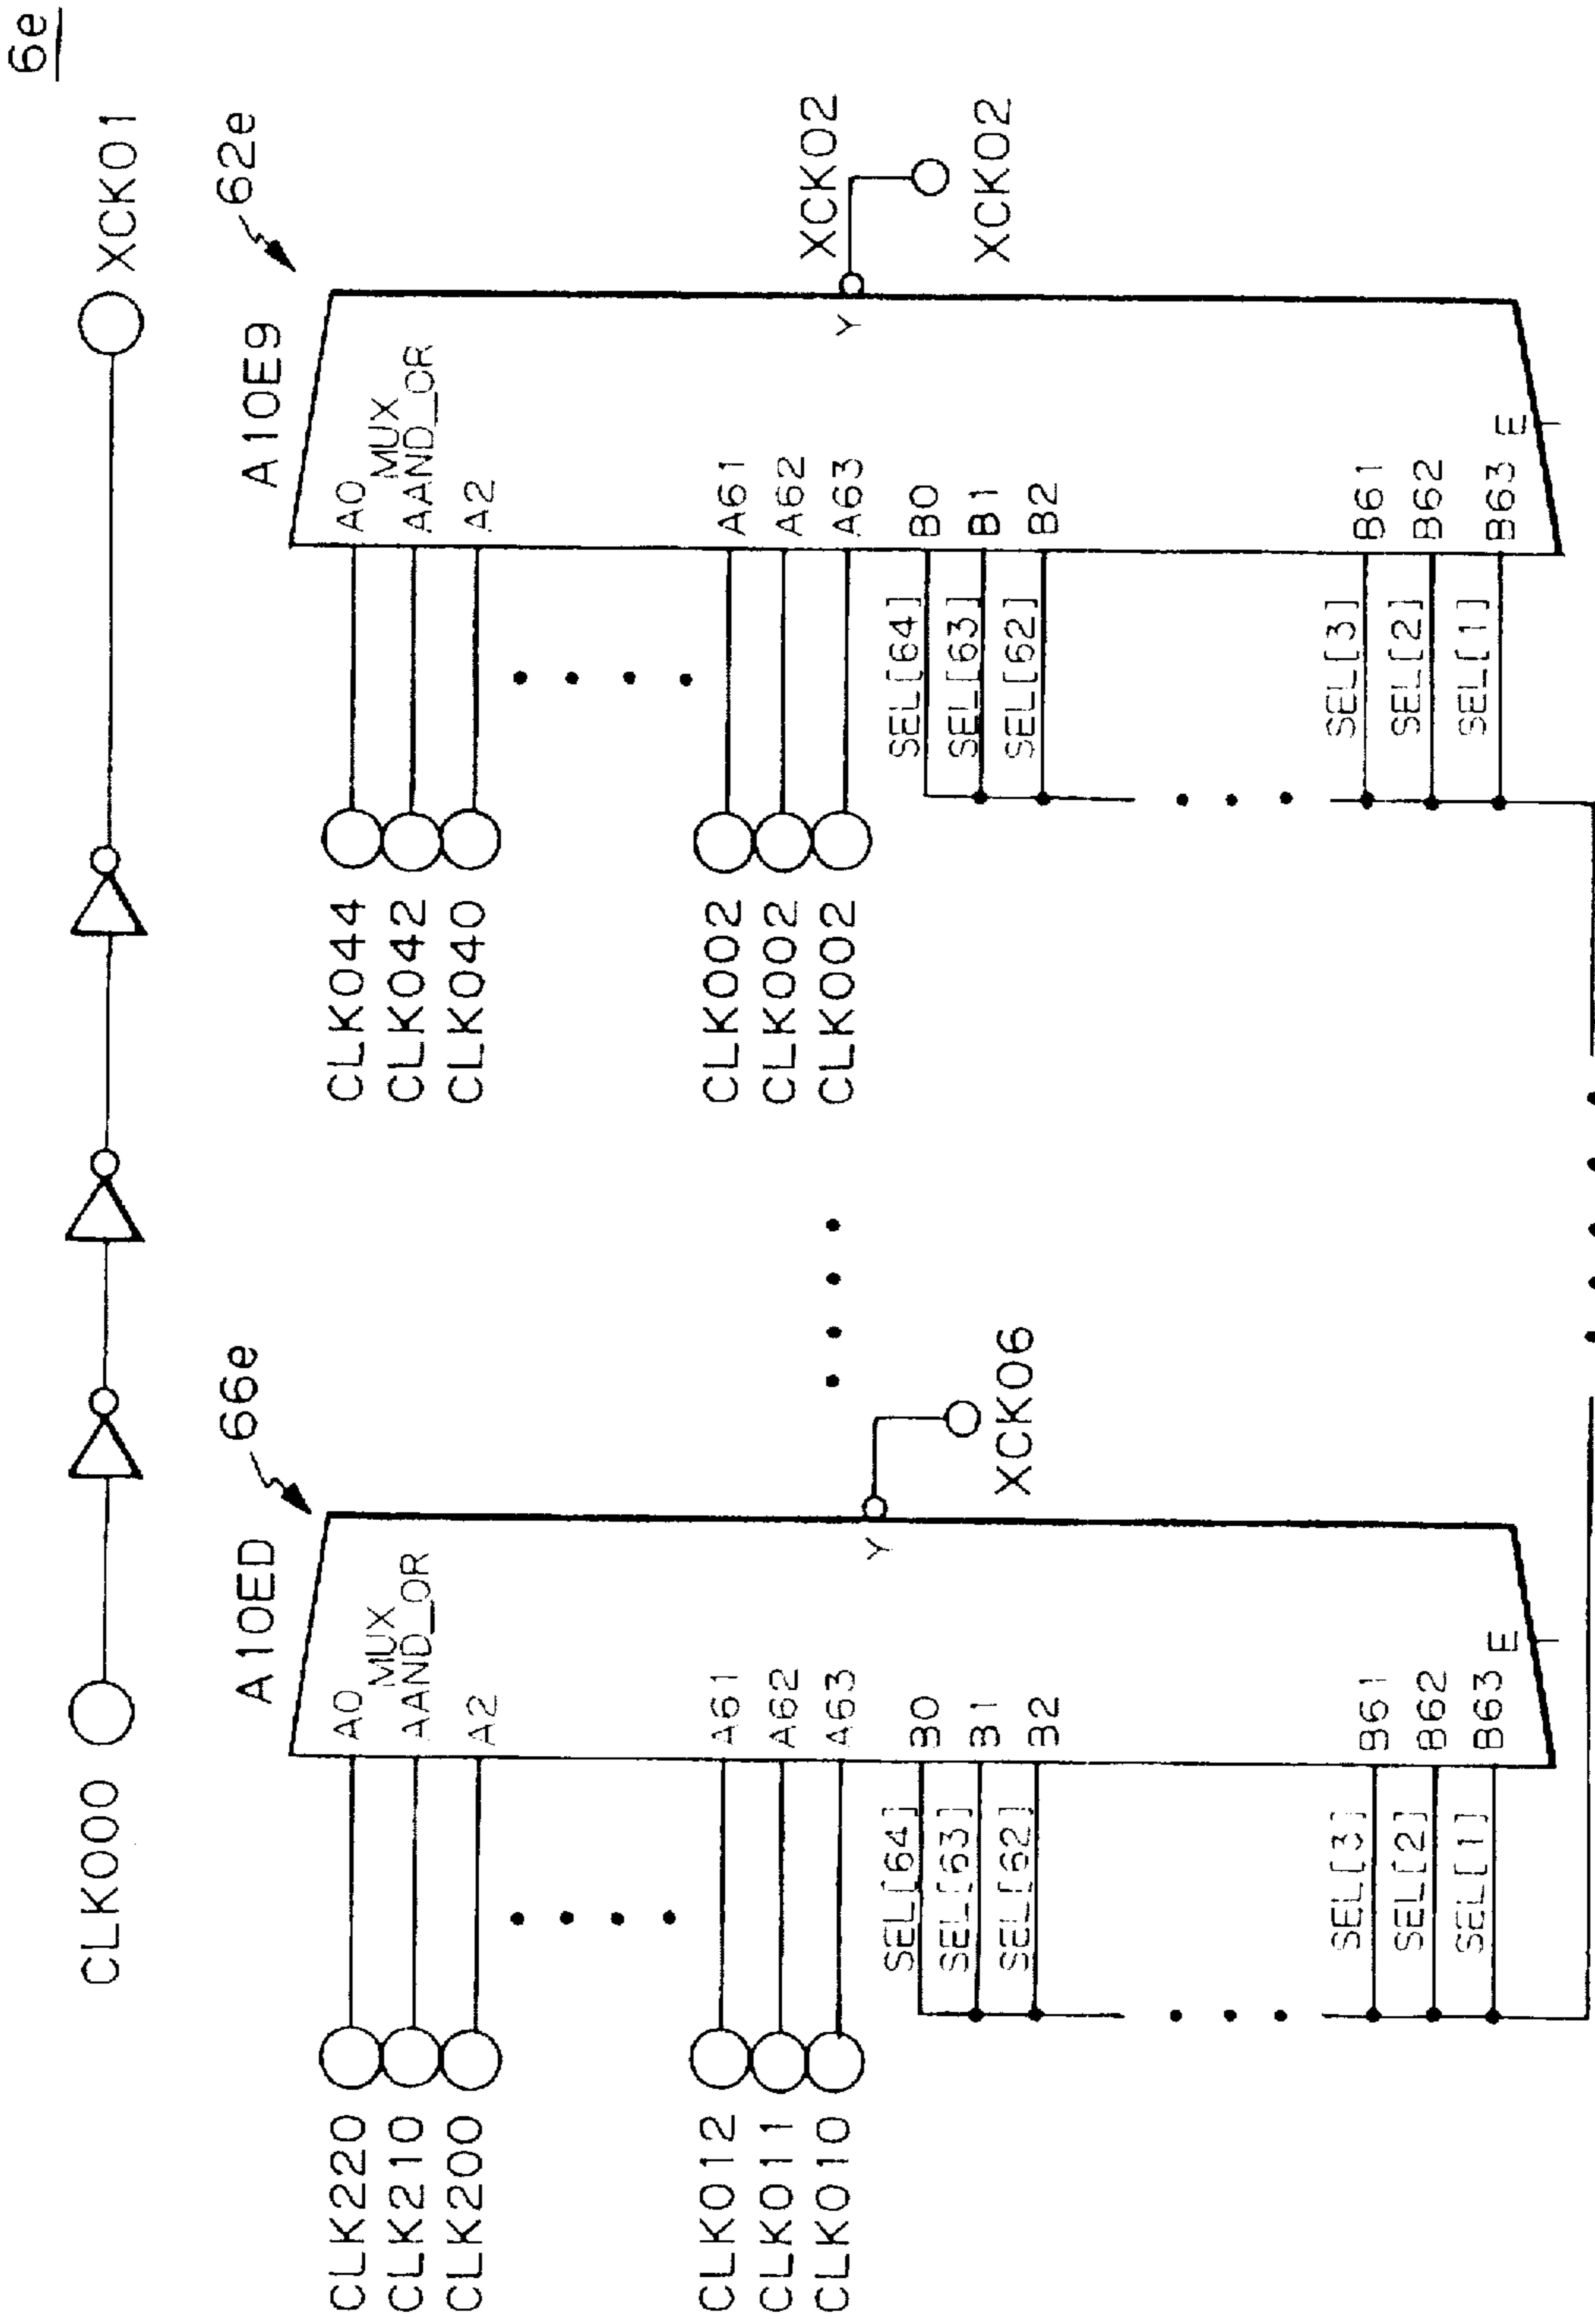 6e
CLK000
XCK01
A10ED
66e
CLK220
CLK210
CLK200
CLK012
CLK011
CLK010
A0
MUX
AAND_OR
A2
A61
A62
A63
B0
B1
B2
B61
B62
B63
E
Y
SEL[64]
SEL[63]
SEL[62]
SEL[3]
SEL[2]
SEL[1]
XCK06
A10E9
62e
CLK044
CLK042
CLK040
CLK002
CLK002
CLK002
A0
MUX
AAND_OR
A2
A61
A62
A63
B0
B1
B2
B61
B62
B63
E
Y
SEL[64]
SEL[63]
SEL[62]
SEL[3]
SEL[2]
SEL[1]
XCK02
XCK02